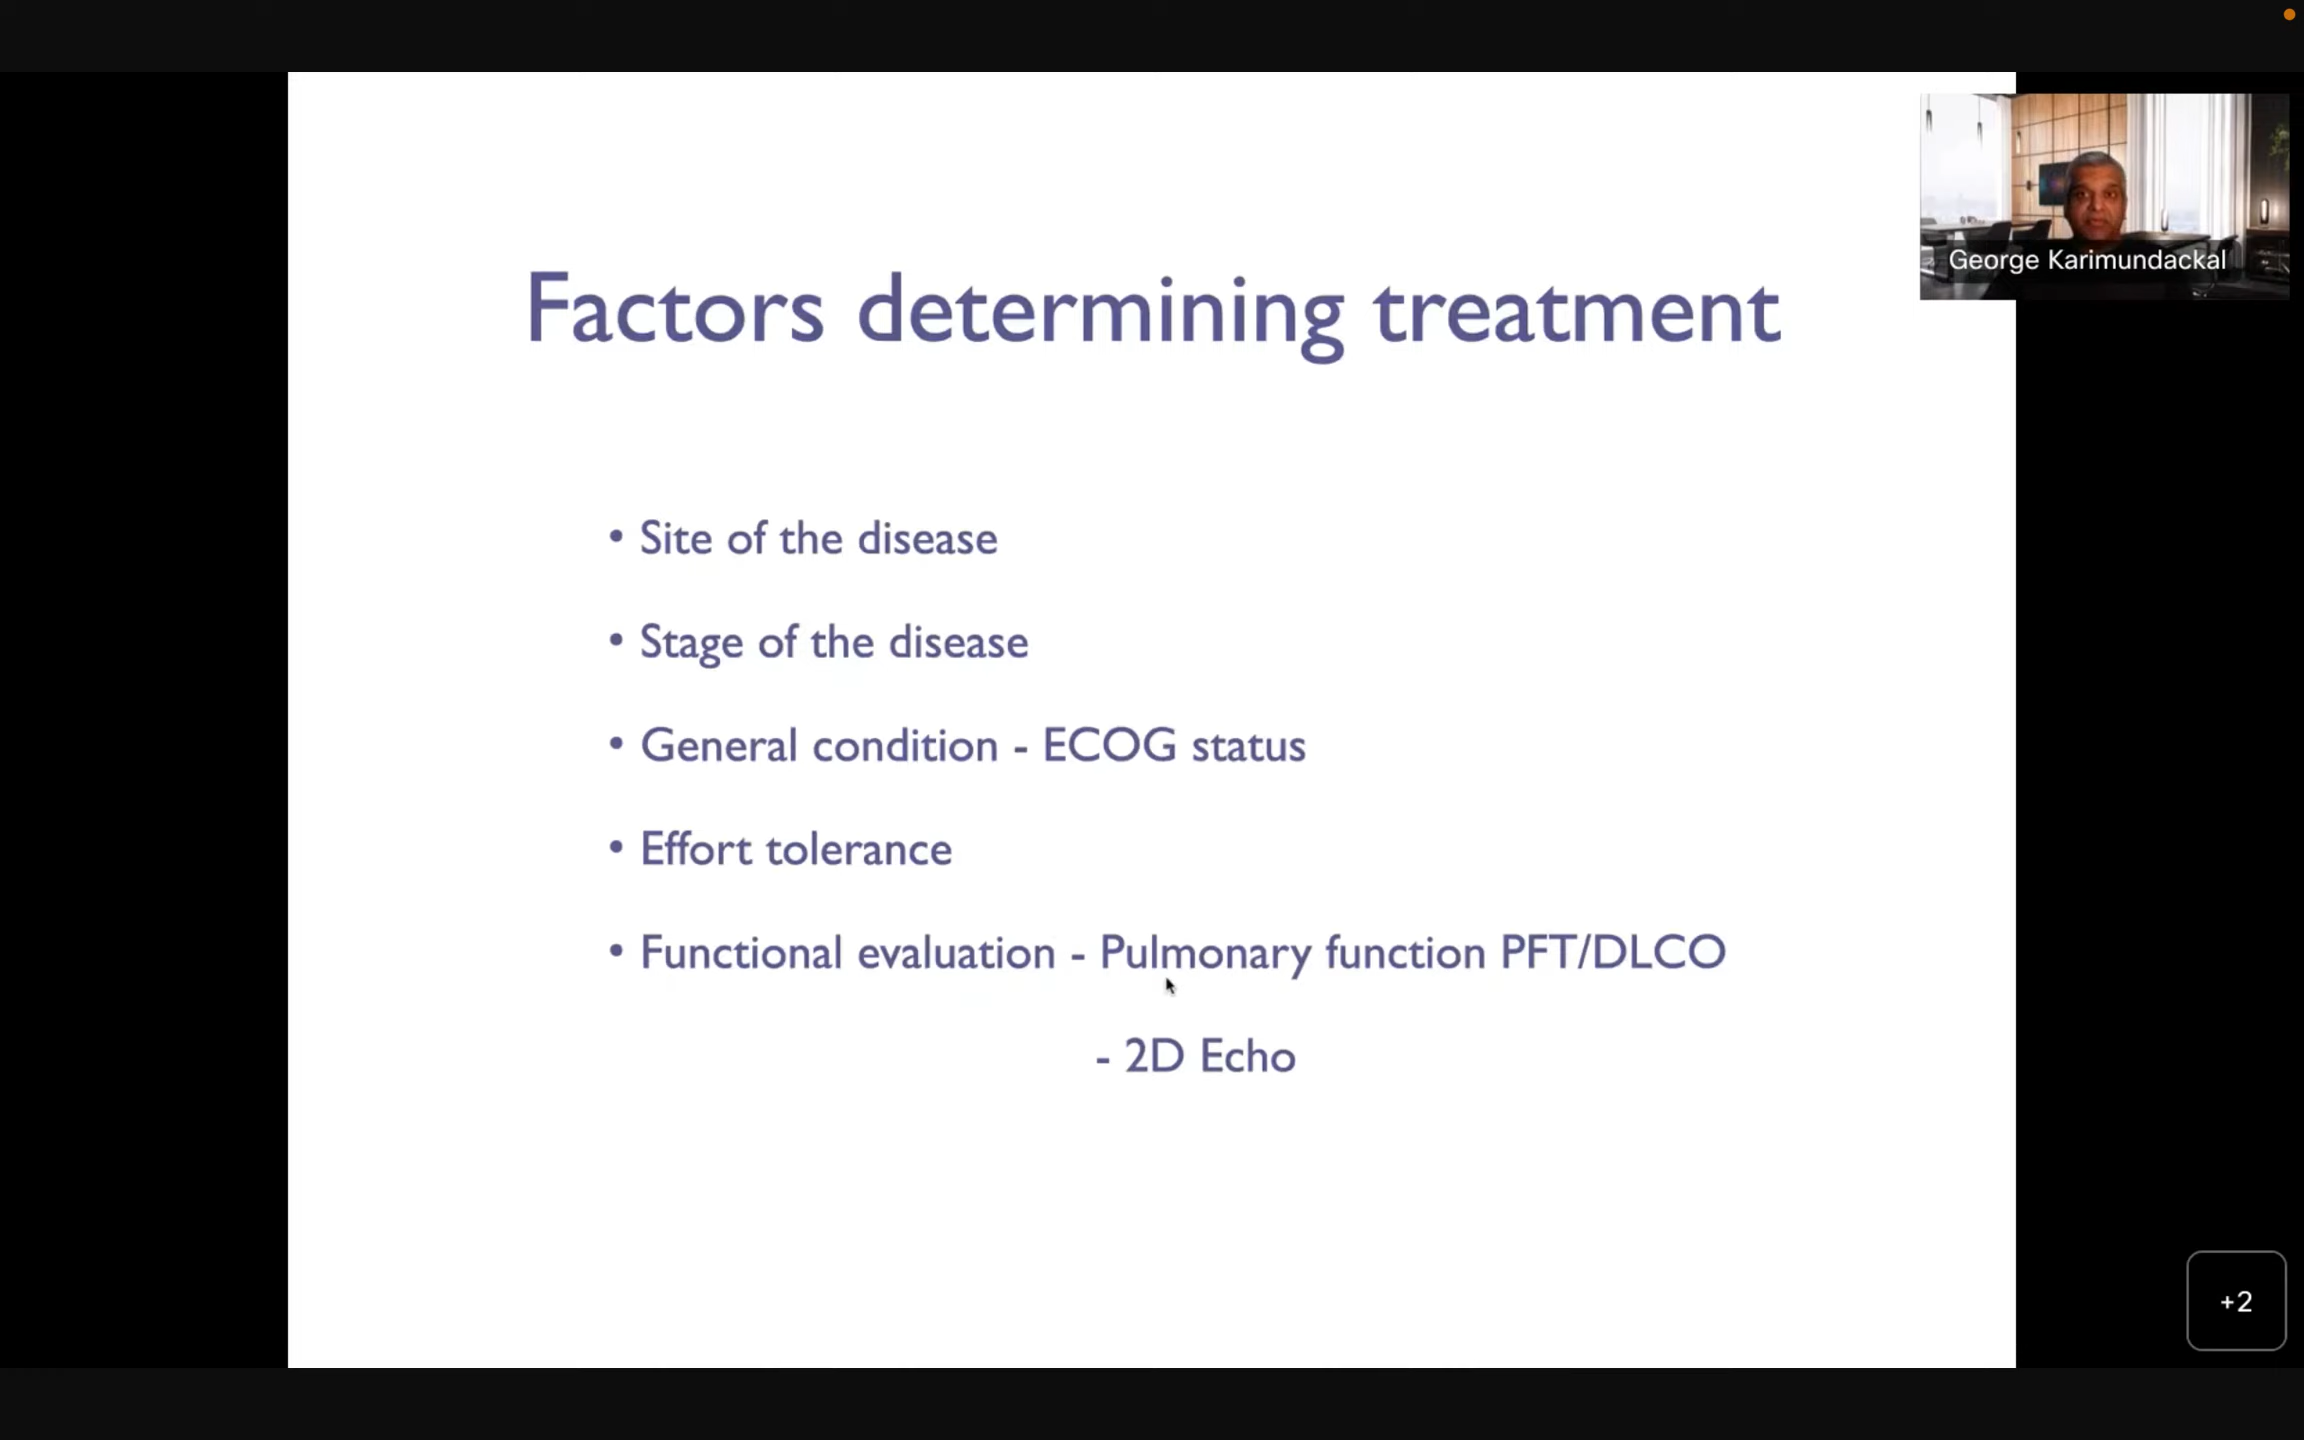 Factors determining treatment
George Karimundackal
• Site of the disease
• Stage of the disease
• General condition - ECOG status
• Effort tolerance
• Functional evaluation - Pulmonary function PFT/DLCO
- 2D Echo
+2